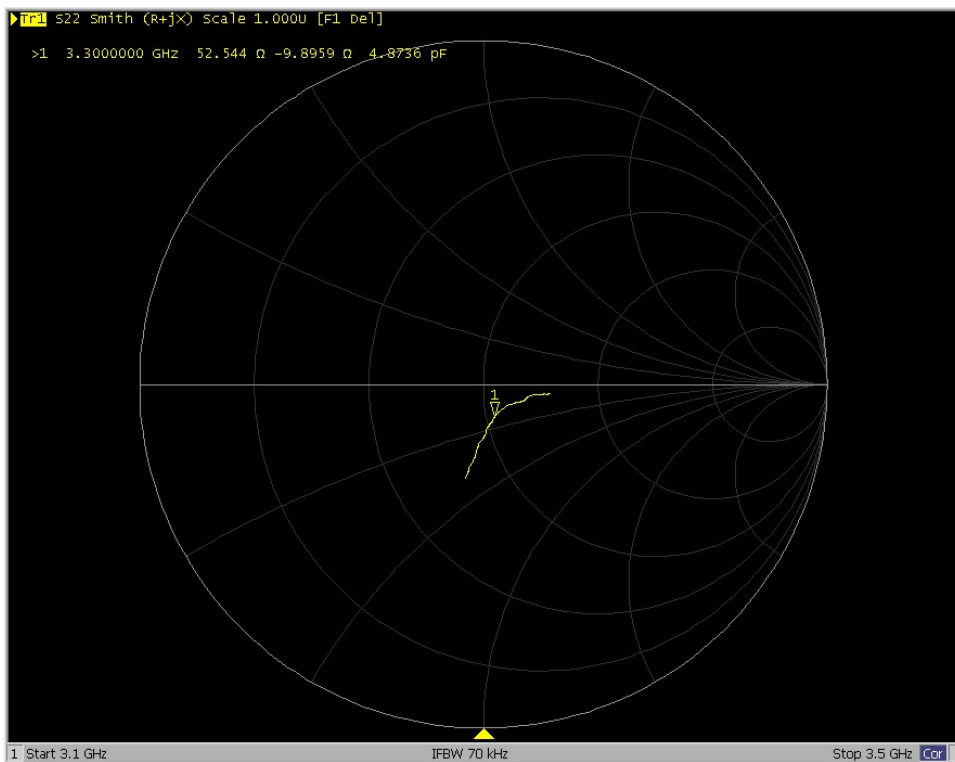 Tr1 S22 Smith (R+jX) Scale 1.000U [F1 Del]
>1 3.3000000 GHz 52.544 Ω -9.8959 Ω 4.8736 pF
1
1 Start 3.1 GHz IFBW 70 kHz Stop 3.5 GHz Cor